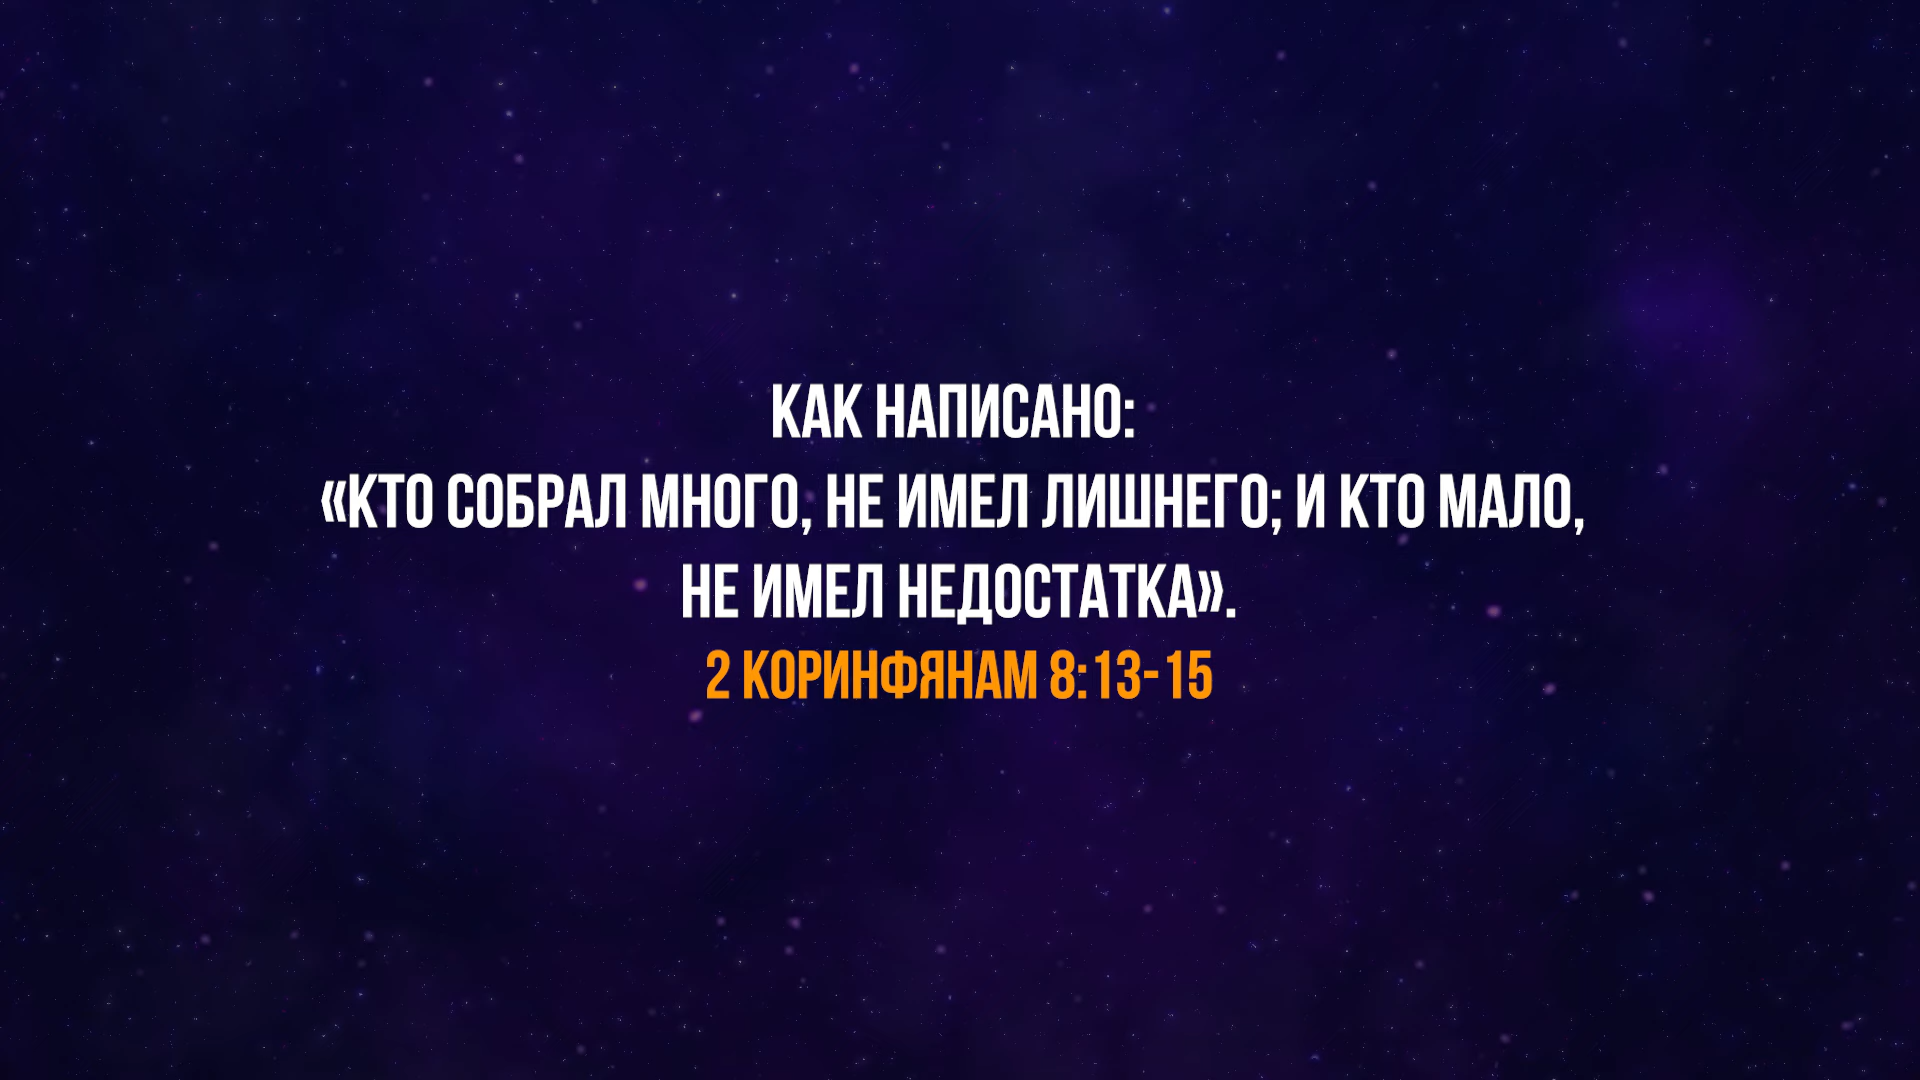 КАК НАПИСАНО:
«КТО СОБРАЛ МНОГО, НЕ ИМЕЛ ЛИШНЕГО; И КТО МАЛО,
НЕ ИМЕЛ НЕДОСТАТКА».
2 КОРИНФЯНАМ 8:13-15